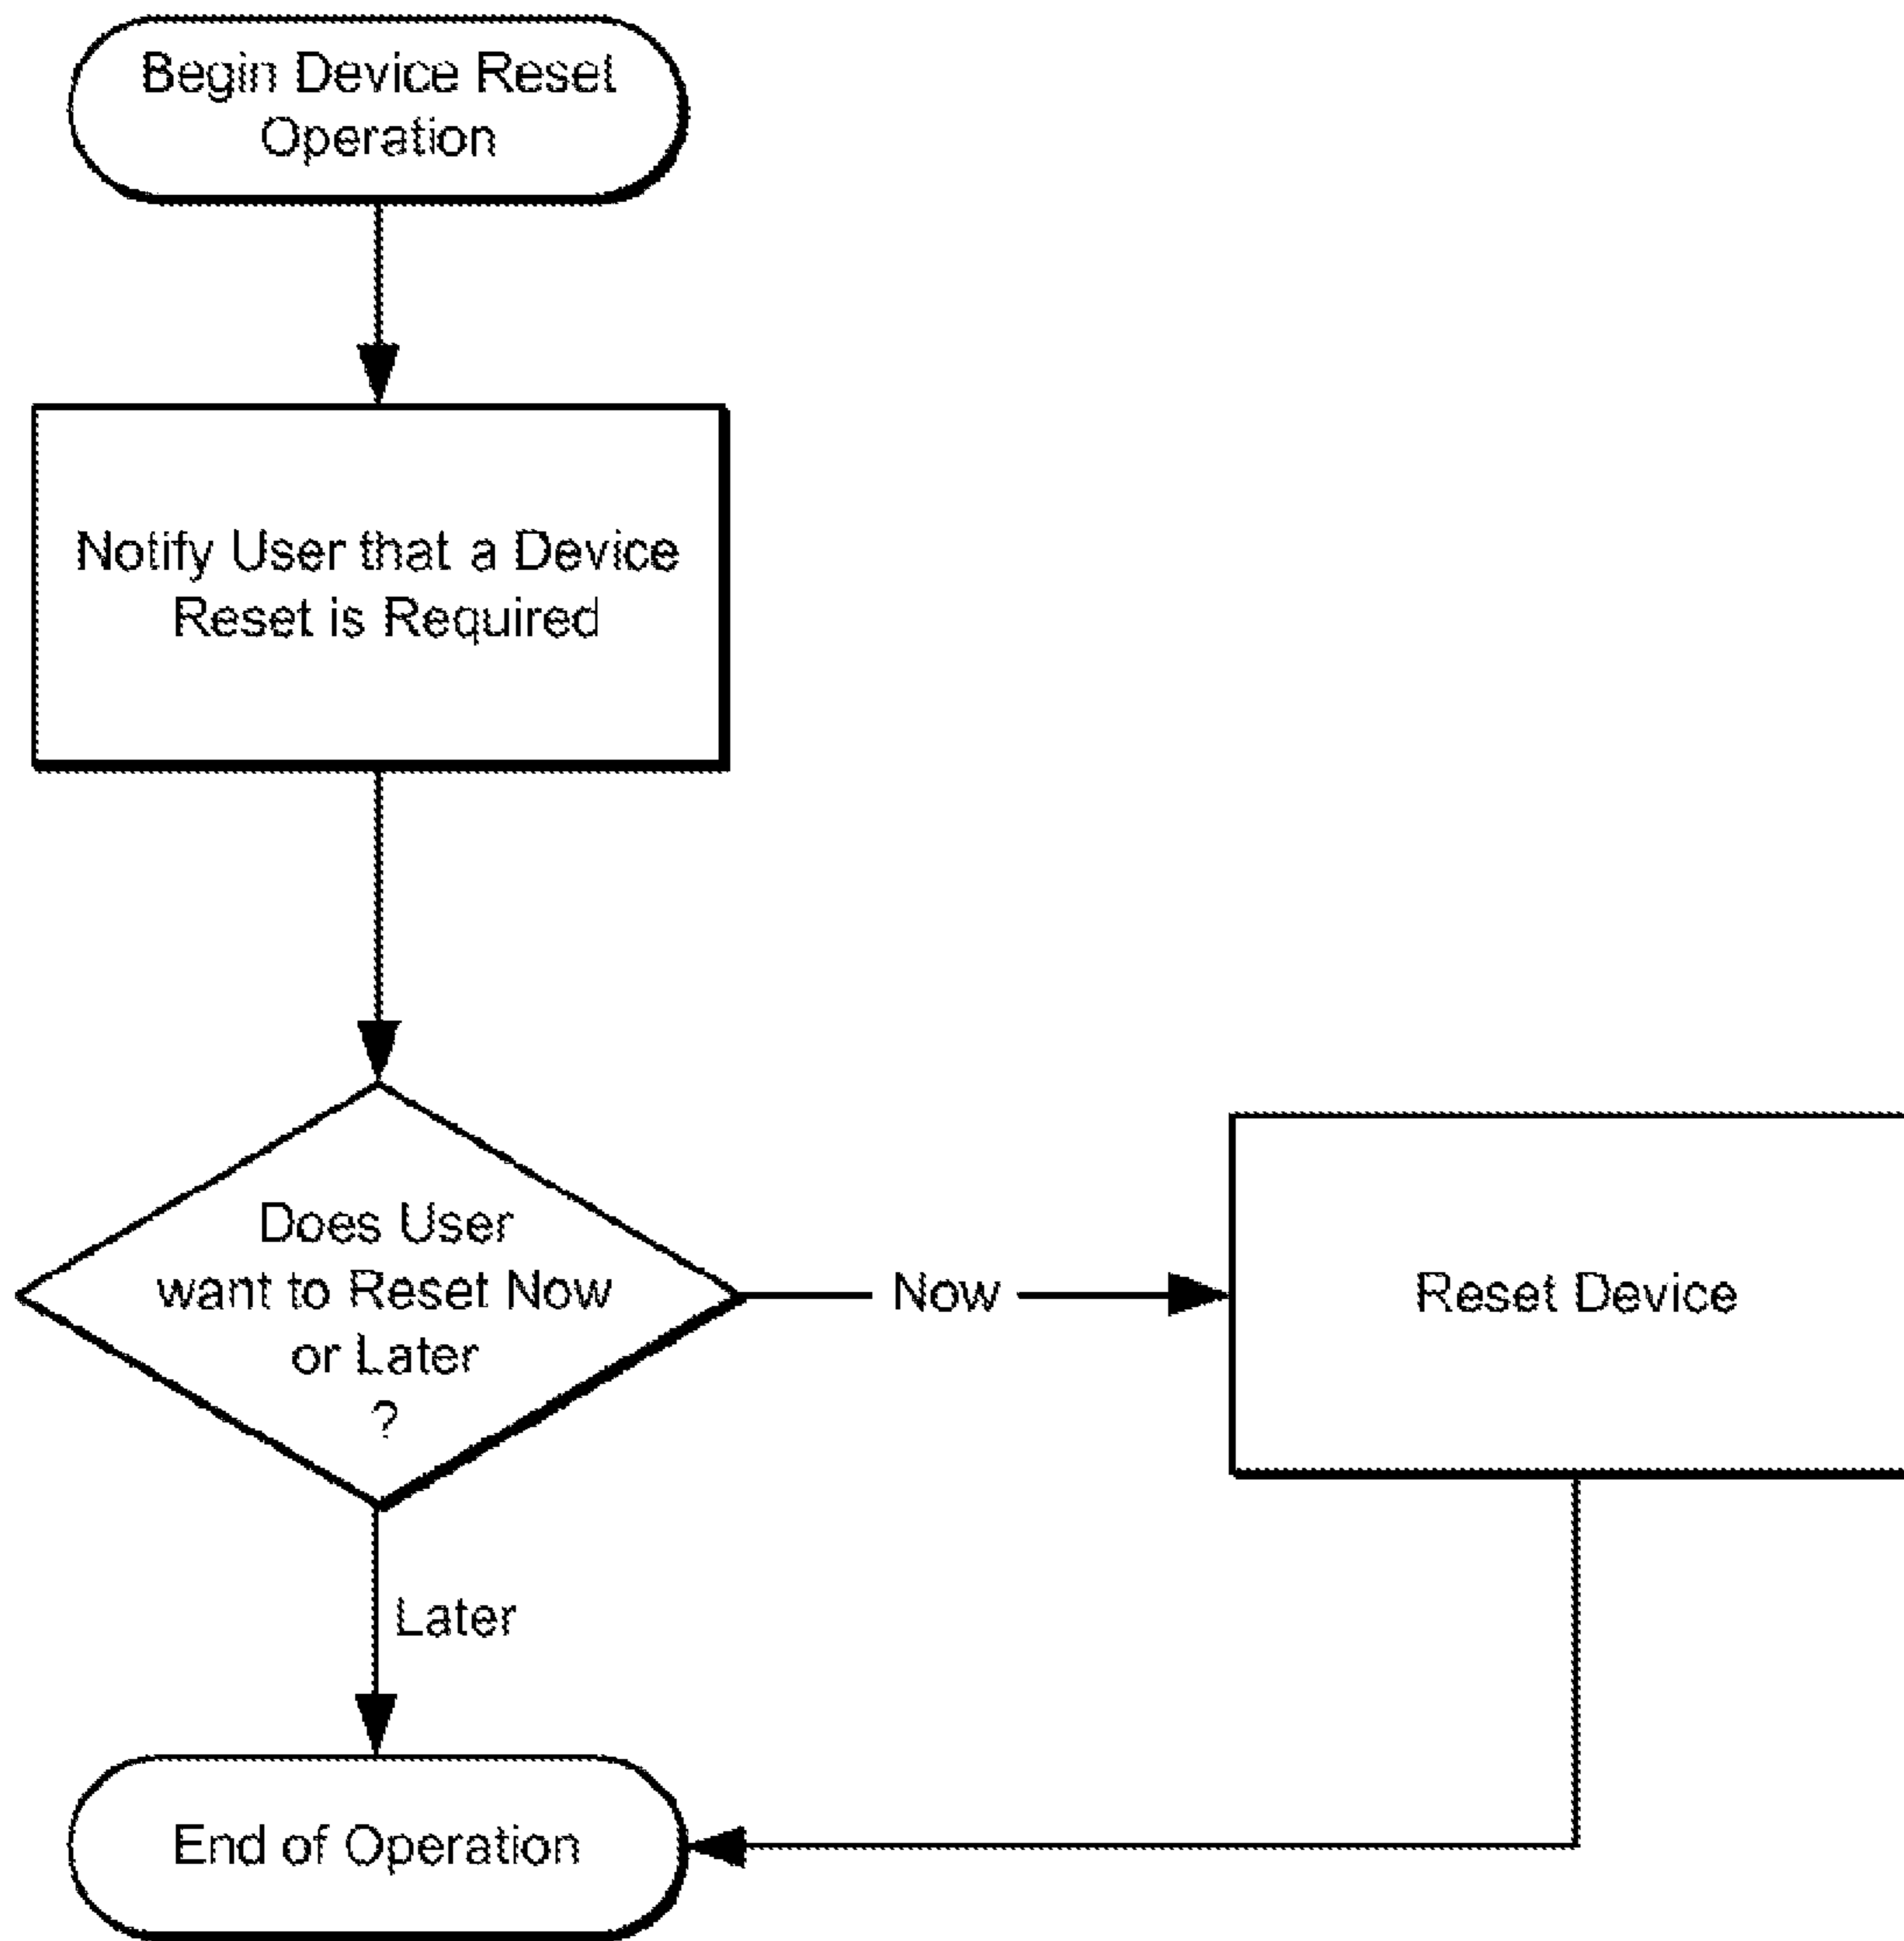 Begin Device Reset
Operation
Notify User that a Device
Reset is Required
Does User
want to Reset Now
or Later
?
Now
Reset Device
Later
End of Operation